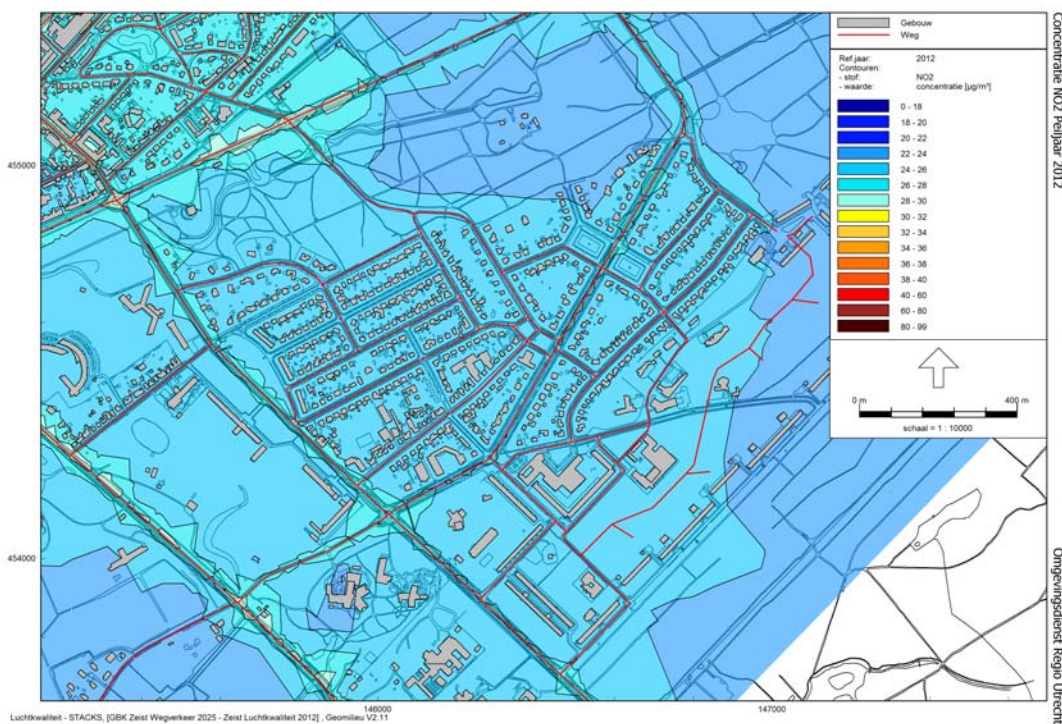 Gebouw
Weg
Ref.jaar: 2012
Contouren:
- stof: NO2
- waarde: concentratie [µg/m³]
0 - 18
18 - 20
20 - 22
22 - 24
24 - 26
26 - 28
28 - 30
30 - 32
32 - 34
34 - 36
36 - 38
38 - 40
40 - 60
60 - 80
80 - 99
0 m 400 m
schaal = 1 : 10000
Concentratie NO2 Peiljaar 2012
Omgevingsdienst Regio Utrecht
455000
454000
146000
147000
Luchtkwaliteit - STACKS, [GBK Zeist Wegverkeer 2025 - Zeist Luchtkwaliteit 2012] , Geomilieu V2.11